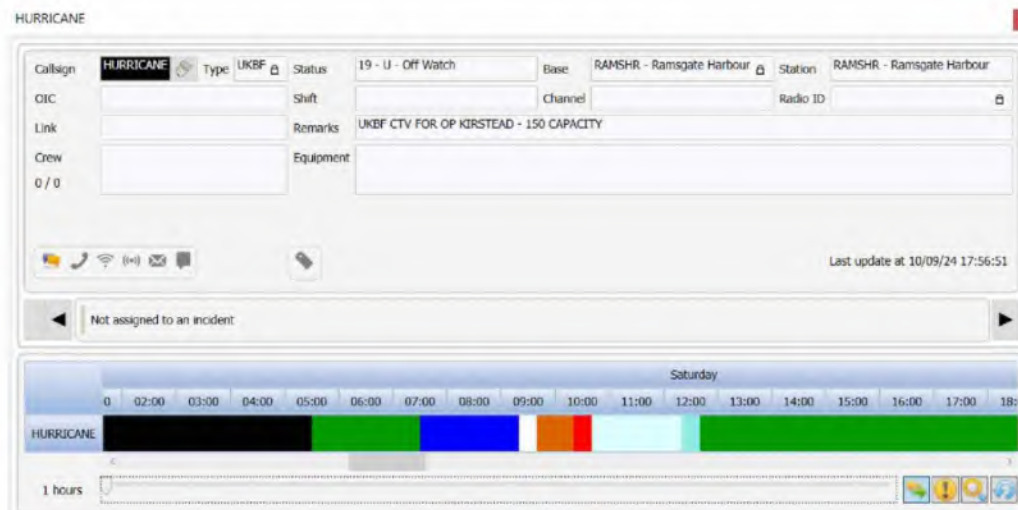 HURRICANE
Callsign HURRICANE Type UKBF Status 19 - U - Off Watch Base RAMSHR - Ramsgate Harbour Station RAMSHR - Ramsgate Harbour
OIC Shift Channel Radio ID
Link Remarks UKBF CTV FOR OP KIRSTEAD - 150 CAPACITY
Crew Equipment
0 / 0
Last update at 10/09/24 17:56:51
Not assigned to an incident
Saturday
0 02:00 03:00 04:00 05:00 06:00 07:00 08:00 09:00 10:00 11:00 12:00 13:00 14:00 15:00 16:00 17:00 18:
HURRICANE
1 hours